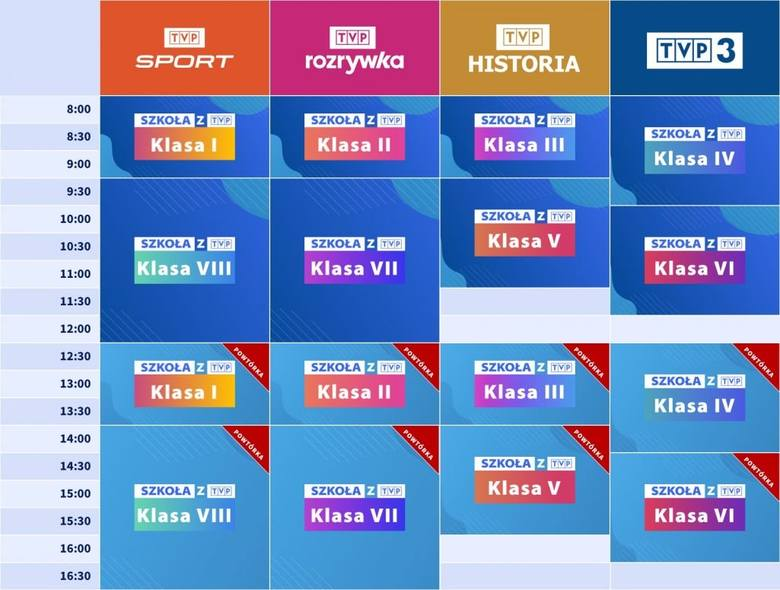 TVP
SPORT
TVP
rozrywka
TVP
HISTORIA
TVP 3
8:00
8:30
9:00
9:30
10:00
10:30
11:00
11:30
12:00
12:30
13:00
13:30
14:00
14:30
15:00
15:30
16:00
16:30
SZKOŁA Z TVP
Klasa I
SZKOŁA Z TVP
Klasa II
SZKOŁA Z TVP
Klasa III
SZKOŁA Z TVP
Klasa IV
SZKOŁA Z TVP
Klasa VIII
SZKOŁA Z TVP
Klasa VII
SZKOŁA Z TVP
Klasa V
SZKOŁA Z TVP
Klasa VI
POWTÓRKA
SZKOŁA Z TVP
Klasa I
POWTÓRKA
SZKOŁA Z TVP
Klasa II
POWTÓRKA
SZKOŁA Z TVP
Klasa III
POWTÓRKA
SZKOŁA Z TVP
Klasa IV
POWTÓRKA
SZKOŁA Z TVP
Klasa VIII
POWTÓRKA
SZKOŁA Z TVP
Klasa VII
POWTÓRKA
SZKOŁA Z TVP
Klasa V
POWTÓRKA
SZKOŁA Z TVP
Klasa VI